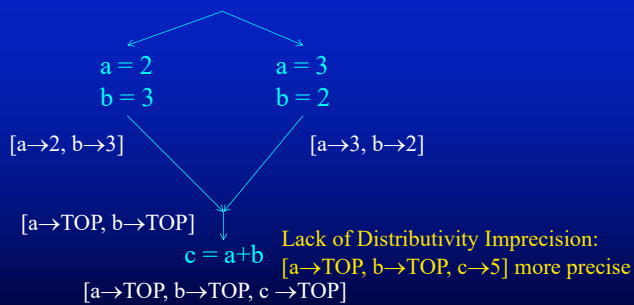 a = 2
b = 3
a = 3
b = 2
[a→2, b→3]
[a→3, b→2]
[a→TOP, b→TOP]
c = a+b
Lack of Distributivity Imprecision:
[a→TOP, b→TOP, c→5] more precise
[a→TOP, b→TOP, c →TOP]